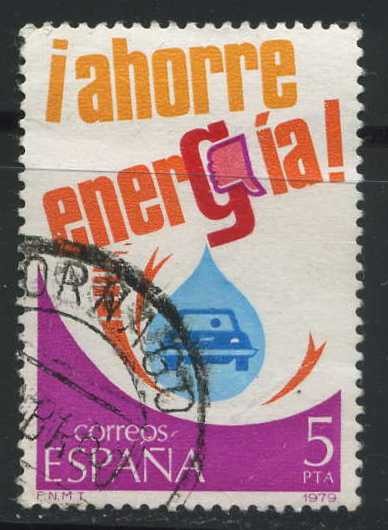 ¡ahorre
energía!
correos
ESPAÑA
5
PTA
F.N.M.T.
1979